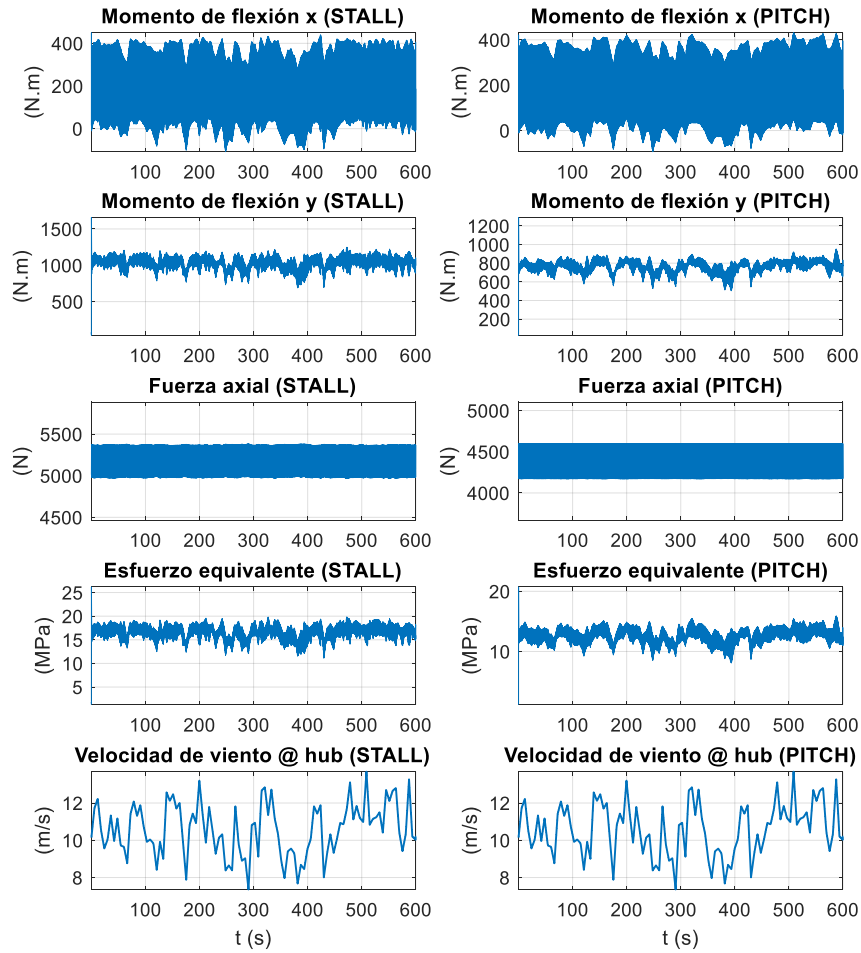 Momento de flexión x (STALL) Momento de flexión x (PITCH)
400 400
(N.m) 200 (N.m) 200
0 0
100 200 300 400 500 600 100 200 300 400 500 600
Momento de flexión y (STALL) Momento de flexión y (PITCH)
1500 1200
(N.m) 1000 (N.m) 1000
500 800
600
400
200
100 200 300 400 500 600 100 200 300 400 500 600
Fuerza axial (STALL) Fuerza axial (PITCH)
5500 5000
(N) 5000 (N) 4500
4500 4000
100 200 300 400 500 600 100 200 300 400 500 600
Esfuerzo equivalente (STALL) Esfuerzo equivalente (PITCH)
25 20
20
(MPa) 15 (MPa) 10
10
5
100 200 300 400 500 600 100 200 300 400 500 600
Velocidad de viento @ hub (STALL) Velocidad de viento @ hub (PITCH)
12 12
(m/s) 10 (m/s) 10
8 8
100 200 300 400 500 600 100 200 300 400 500 600
t (s) t (s)